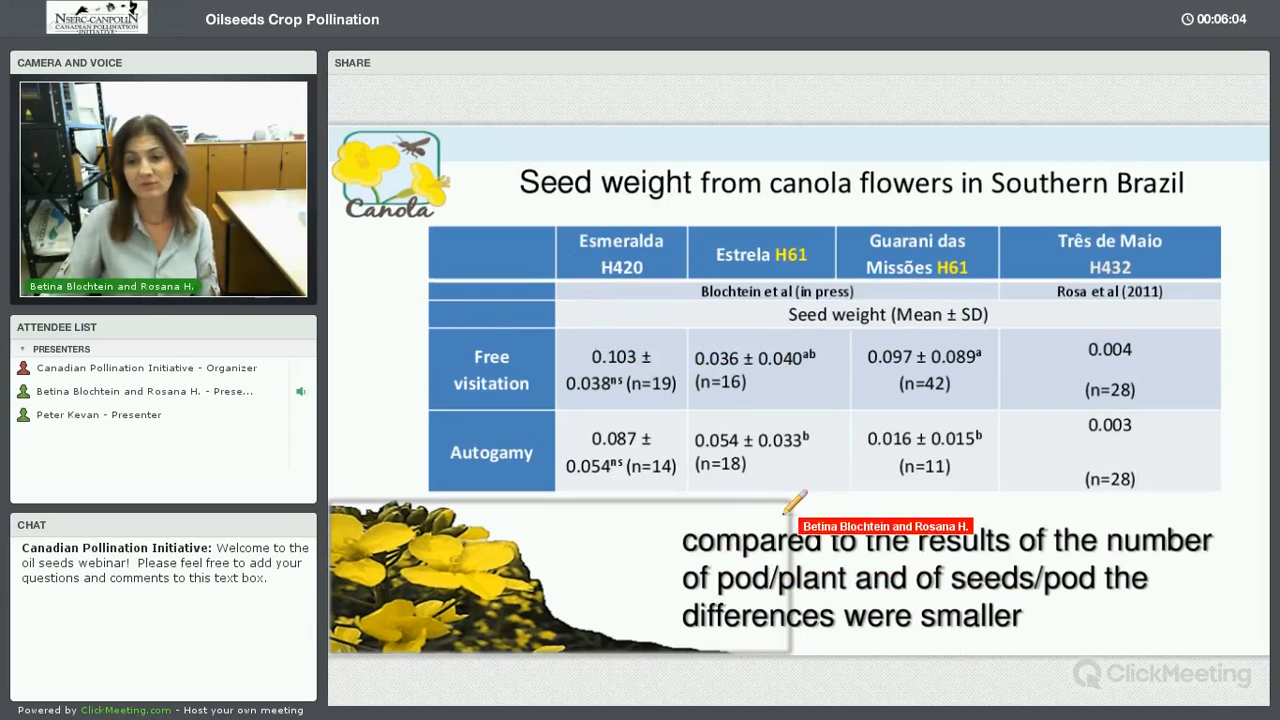 NSERC-CANPOLIN
CANADIAN POLLINATION
INITIATIVE
Oilseeds Crop Pollination
00:06:04
CAMERA AND VOICE
Betina Blochtein and Rosana H.
ATTENDEE LIST
PRESENTERS
Canadian Pollination Initiative - Organizer
Betina Blochtein and Rosana H. - Prese...
Peter Kevan - Presenter
CHAT
Canadian Pollination Initiative: Welcome to the
oil seeds webinar! Please feel free to add your
questions and comments to this text box.
Powered by ClickMeeting.com - Host your own meeting
SHARE
Canola
Seed weight from canola flowers in Southern Brazil
Esmeralda H420 Estrela H61 Guarani das Missões H61 Três de Maio H432
Blochtein et al (in press) Rosa et al (2011)
Seed weight (Mean ± SD)
Free visitation 0.103 ± 0.038ns (n=19) 0.036 ± 0.040ab (n=16) 0.097 ± 0.089a (n=42) 0.004 (n=28)
Autogamy 0.087 ± 0.054ns (n=14) 0.054 ± 0.033b (n=18) 0.016 ± 0.015b (n=11) 0.003 (n=28)
Betina Blochtein and Rosana H.
compared to the results of the number
of pod/plant and of seeds/pod the
differences were smaller
ClickMeeting